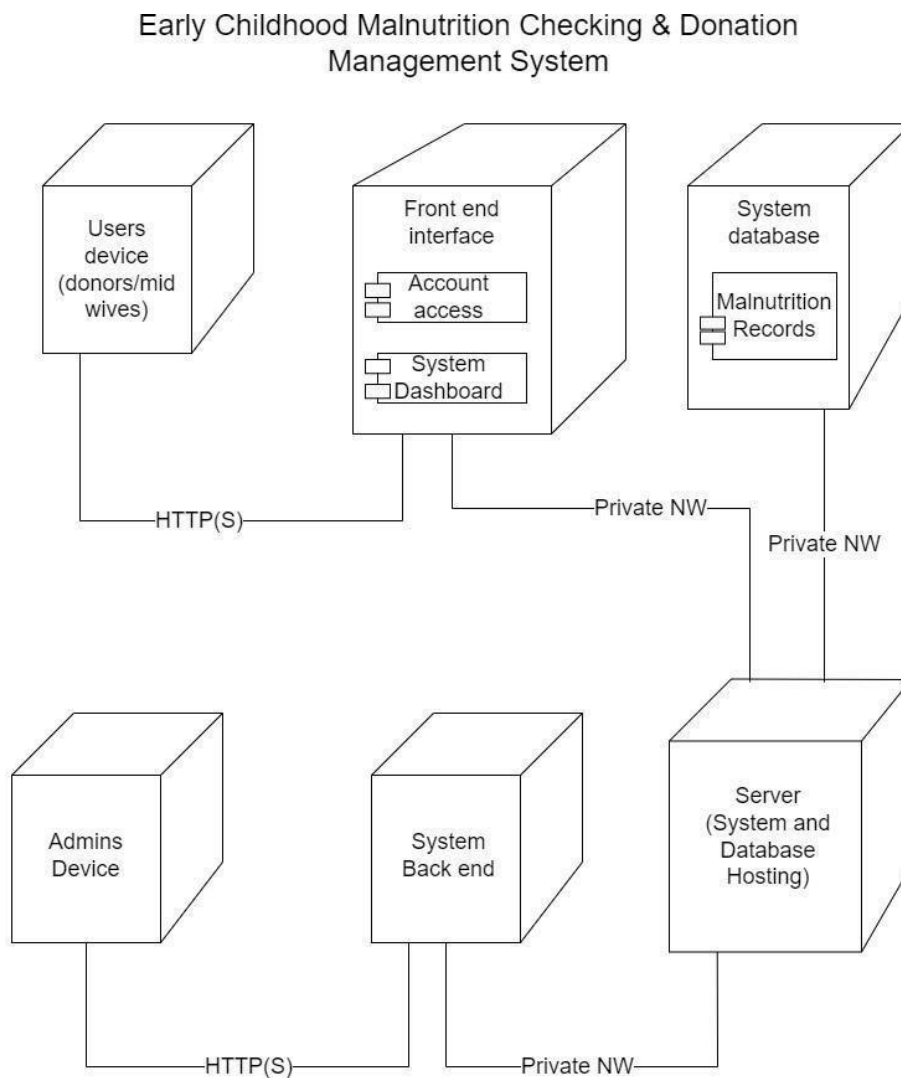 Early Childhood Malnutrition Checking & Donation
Management System
Users
device
(donors/mid
wives)
Front end
interface
Account
access
System
Dashboard
System
database
Malnutrition
Records
HTTP(S)
Private NW
Private NW
Admins
Device
System
Back end
Server
(System and
Database
Hosting)
HTTP(S)
Private NW